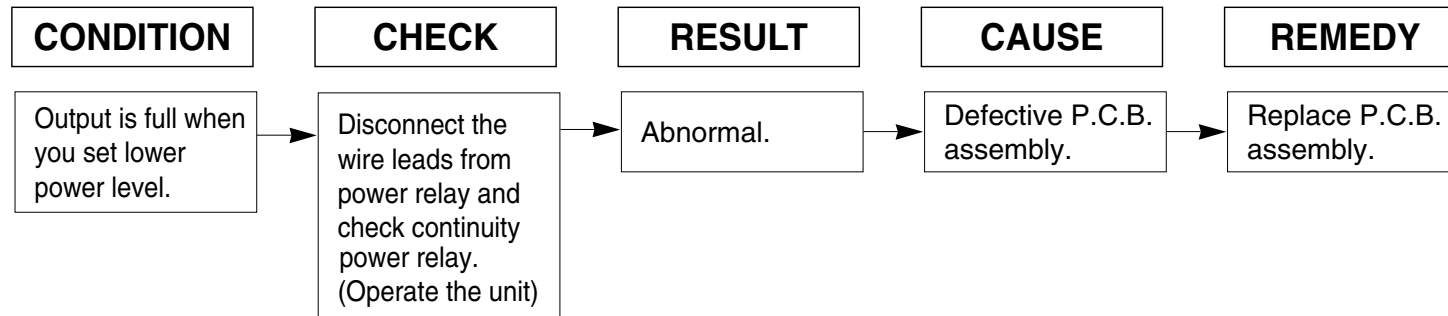 CONDITION
CHECK
RESULT
CAUSE
REMEDY
Output is full when
you set lower
power level.
Disconnect the
wire leads from
power relay and
check continuity
power relay.
(Operate the unit)
Abnormal.
Defective P.C.B.
assembly.
Replace P.C.B.
assembly.